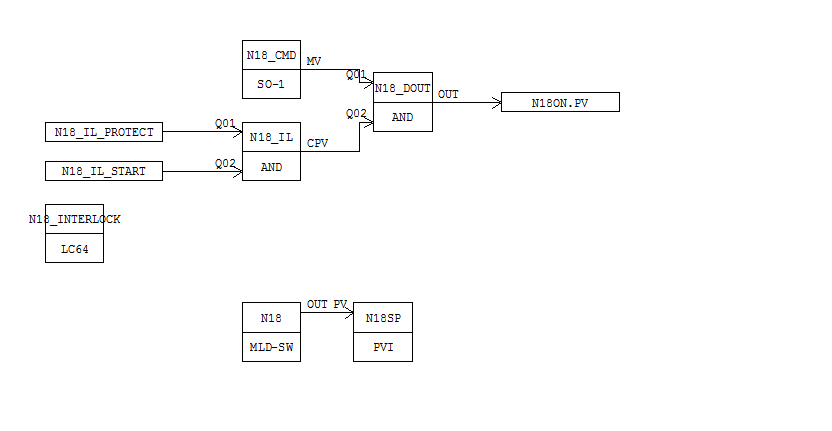 N18_CMD
MV
SO-1
Q01
N18_DOUT
OUT
N18ON.PV
Q02
AND
N18_IL_PROTECT
Q01
N18_IL
CPV
N18_IL_START
Q02
AND
N18_INTERLOCK
LC64
N18
OUT PV
N18SP
MLD-SW
PVI